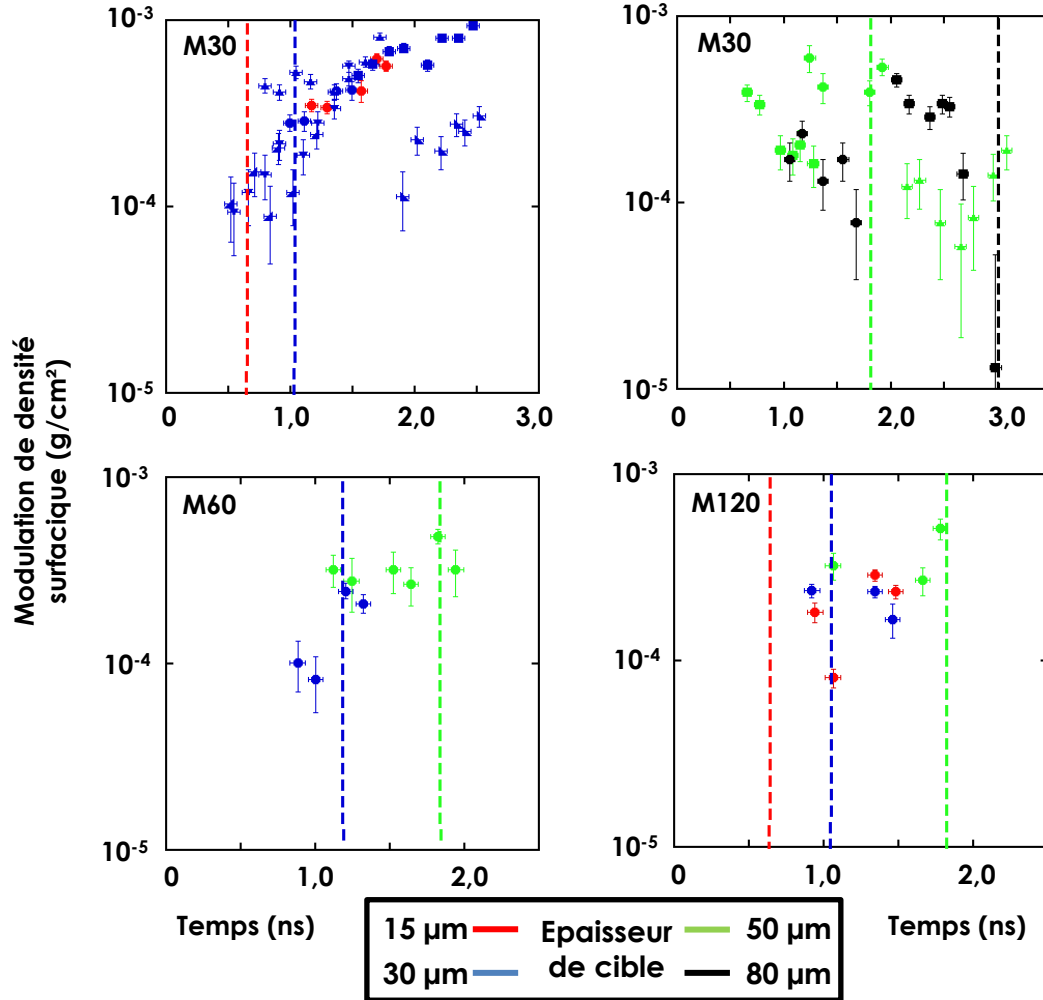 Modulation de densité
surfacique (g/cm²)
10-3
10-4
10-5
M30
0
1,0
2,0
3,0
10-3
10-4
10-5
M30
0
1,0
2,0
3,0
10-3
10-4
10-5
M60
0
1,0
2,0
10-3
10-4
10-5
M120
0
1,0
2,0
Temps (ns)
Temps (ns)
15 µm
30 µm
Epaisseur
de cible
50 µm
80 µm